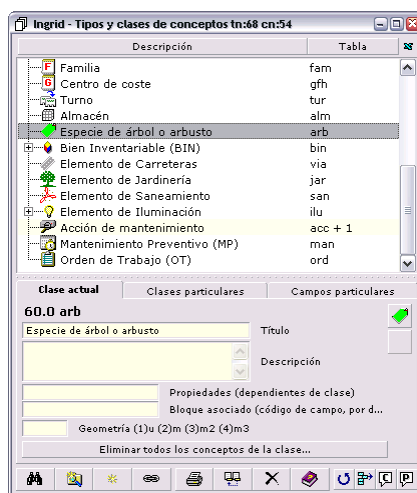 Ingrid - Tipos y clases de conceptos tn:68 cn:54
Descripción Tabla
F Familia fam
G Centro de coste gfh
Turno tur
Almacén alm
Especie de árbol o arbusto arb
Bien Inventariable (BIN) bin
Elemento de Carreteras via
Elemento de Jardinería jar
Elemento de Saneamiento san
Elemento de Iluminación ilu
Acción de mantenimiento acc + 1
Mantenimiento Preventivo (MP) man
Orden de Trabajo (OT) ord
Clase actual Clases particulares Campos particulares
60.0 arb
Especie de árbol o arbusto Título
Descripción
Propiedades (dependientes de clase)
Bloque asociado (código de campo, por d...
Geometría (1)u (2)m (3)m2 (4)m3
Eliminar todos los conceptos de la clase...
C P